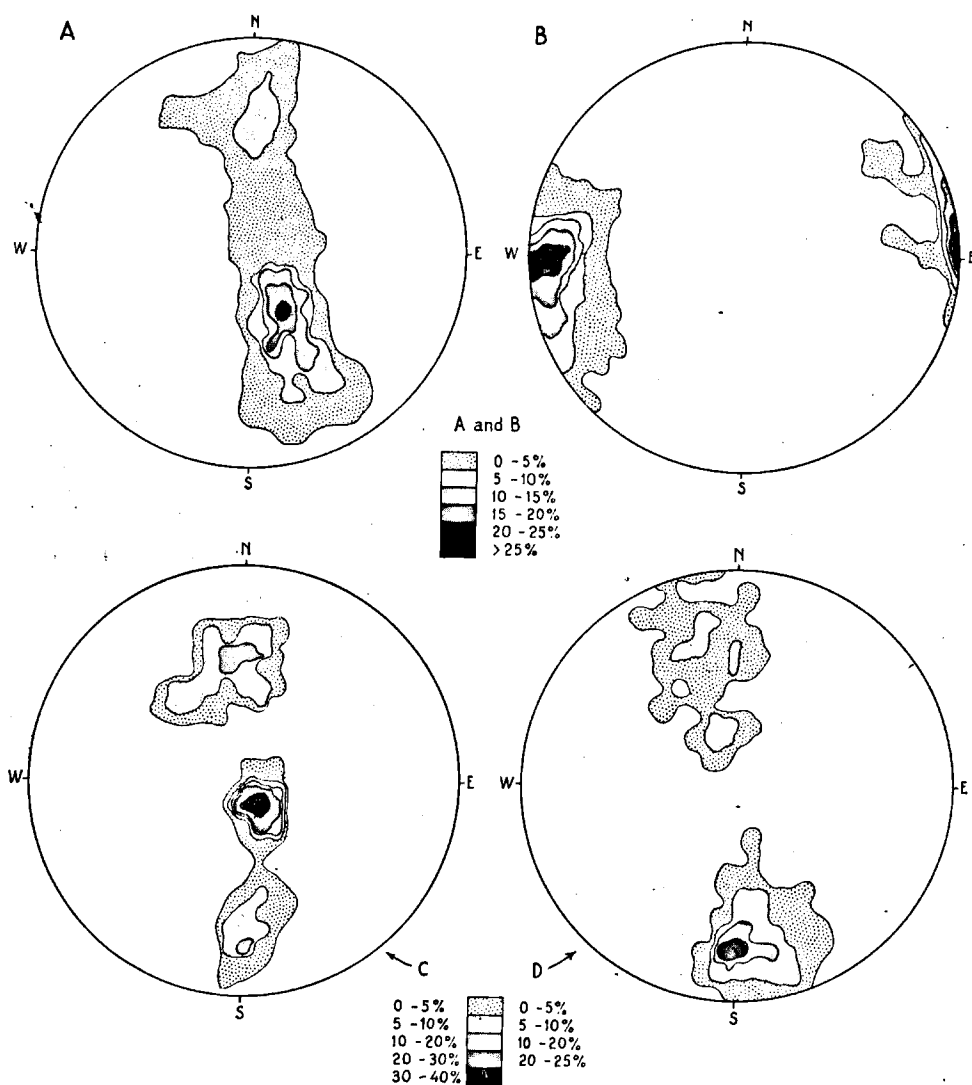 A
N
W
E
S
B
N
W
E
S
A and B
0 - 5%
5 - 10%
10 - 15%
15 - 20%
20 - 25%
> 25%
N
W
E
S
C
N
W
E
S
D
0 - 5% 0 - 5%
5 - 10% 5 - 10%
10 - 20% 10 - 20%
20 - 30% 20 - 25%
30 - 40%